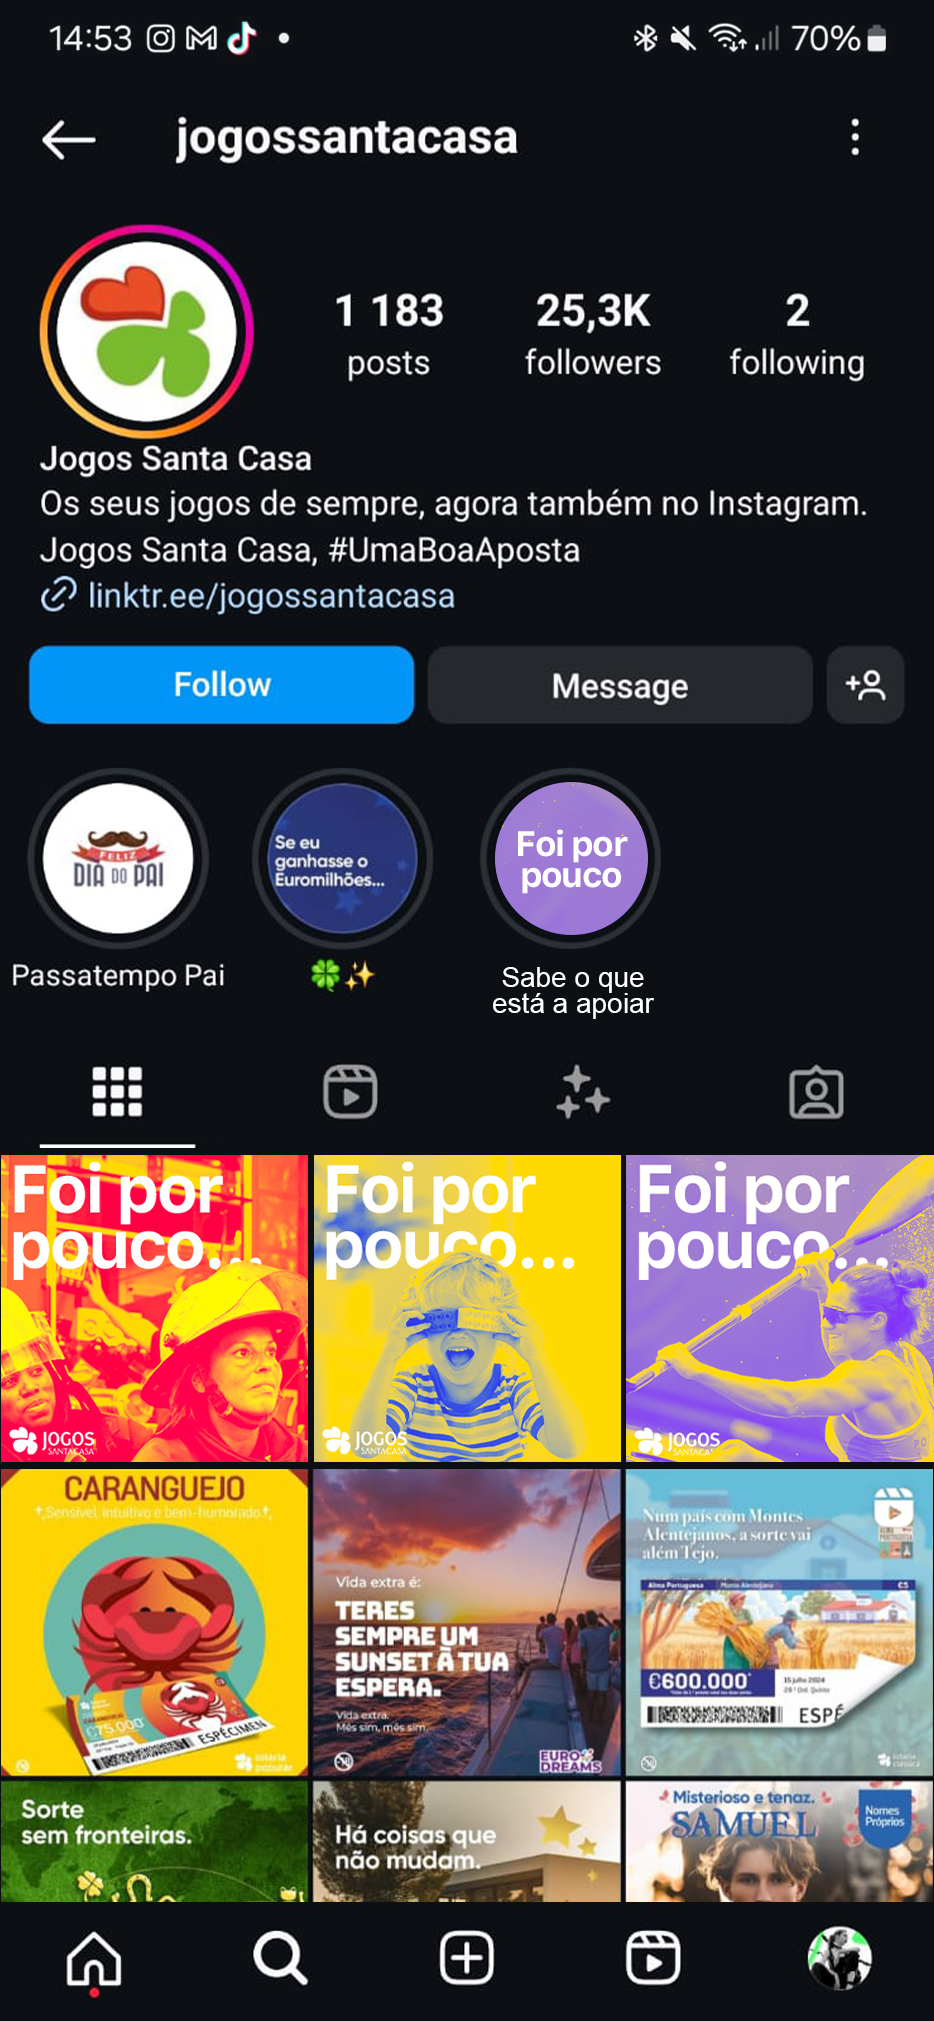 14:53
70%
jogossantacasa
1 183
posts
25,3K
followers
2
following
Jogos Santa Casa
Os seus jogos de sempre, agora também no Instagram.
Jogos Santa Casa, #UmaBoaAposta
linktr.ee/jogossantacasa
Follow
Message
FELIZ
DIA DO PAI
Se eu
ganhasse o
Euromilhões...
Foi por
pouco
Passatempo Pai
Sabe o que
está a apoiar
Foi por
pouco...
JOGOS
SANTACASA
Foi por
pouco...
JOGOS
SANTACASA
Foi por
pouco...
JOGOS
SANTACASA
CARANGUEJO
Sensível, intuitivo e bem-humorado.
CARANGUEJO
€75.000
ESPÉCIMEN
lotaria
popular
Vida extra é:
TERES
SEMPRE UM
SUNSET À TUA
ESPERA.
Vida extra.
Mês sim, mês sim.
EURO
DREAMS
Num país com Montes
Alentejanos, a sorte vai
além Tejo.
Alma Portuguesa
Monte Alentejano
€5
€600.000
15 julho 2024
ESPÉ
lotaria
clássica
Sorte
sem fronteiras.
Há coisas que
não mudam.
Misterioso e tenaz.
SAMUEL
Nomes
Próprios